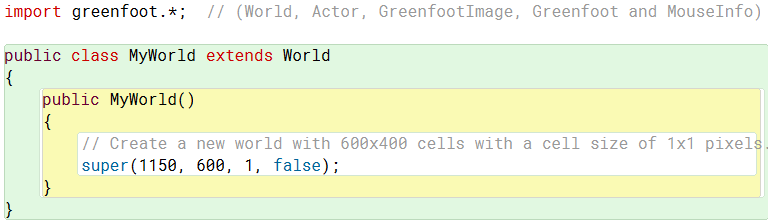 import greenfoot.*;  // (World, Actor, GreenfootImage, Greenfoot and MouseInfo)
public class MyWorld extends World
{
public MyWorld()
{
// Create a new world with 600x400 cells with a cell size of 1x1 pixels.
super(1150, 600, 1, false);
}
}